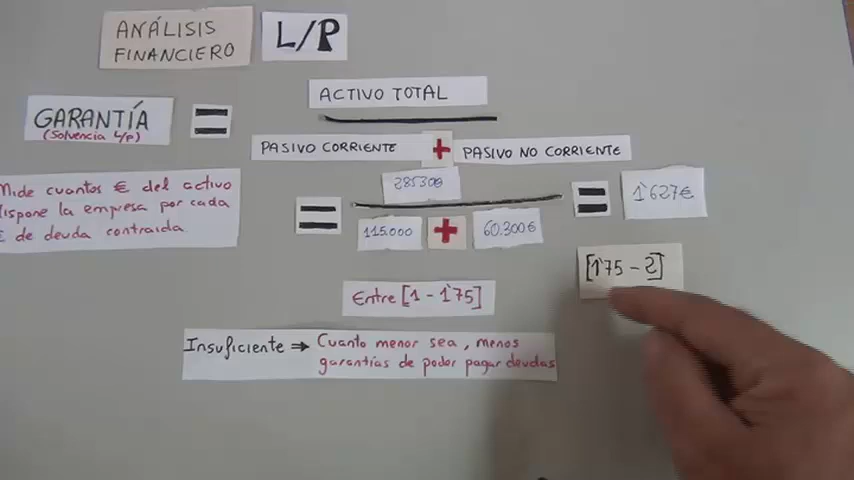 ANÁLISIS
FINANCIERO
L/P
GARANTÍA
(Solvencia L/p)
=
ACTIVO TOTAL
PASIVO CORRIENTE + PASIVO NO CORRIENTE
Mide cuantos € del activo
dispone la empresa por cada
€ de deuda contraida
=
285300
115.000 + 60.300€
= 1'627€
[1'75 - 2]
Entre [1 - 1'75]
Insuficiente ⇒ Cuanto menor sea, menos
garantías de poder pagar deudas